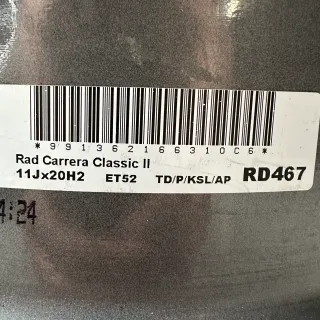 *99136216631OC6*
Rad Carrera Classic II
11Jx20H2 ET52 TD/P/KSL/AP RD467
4:24